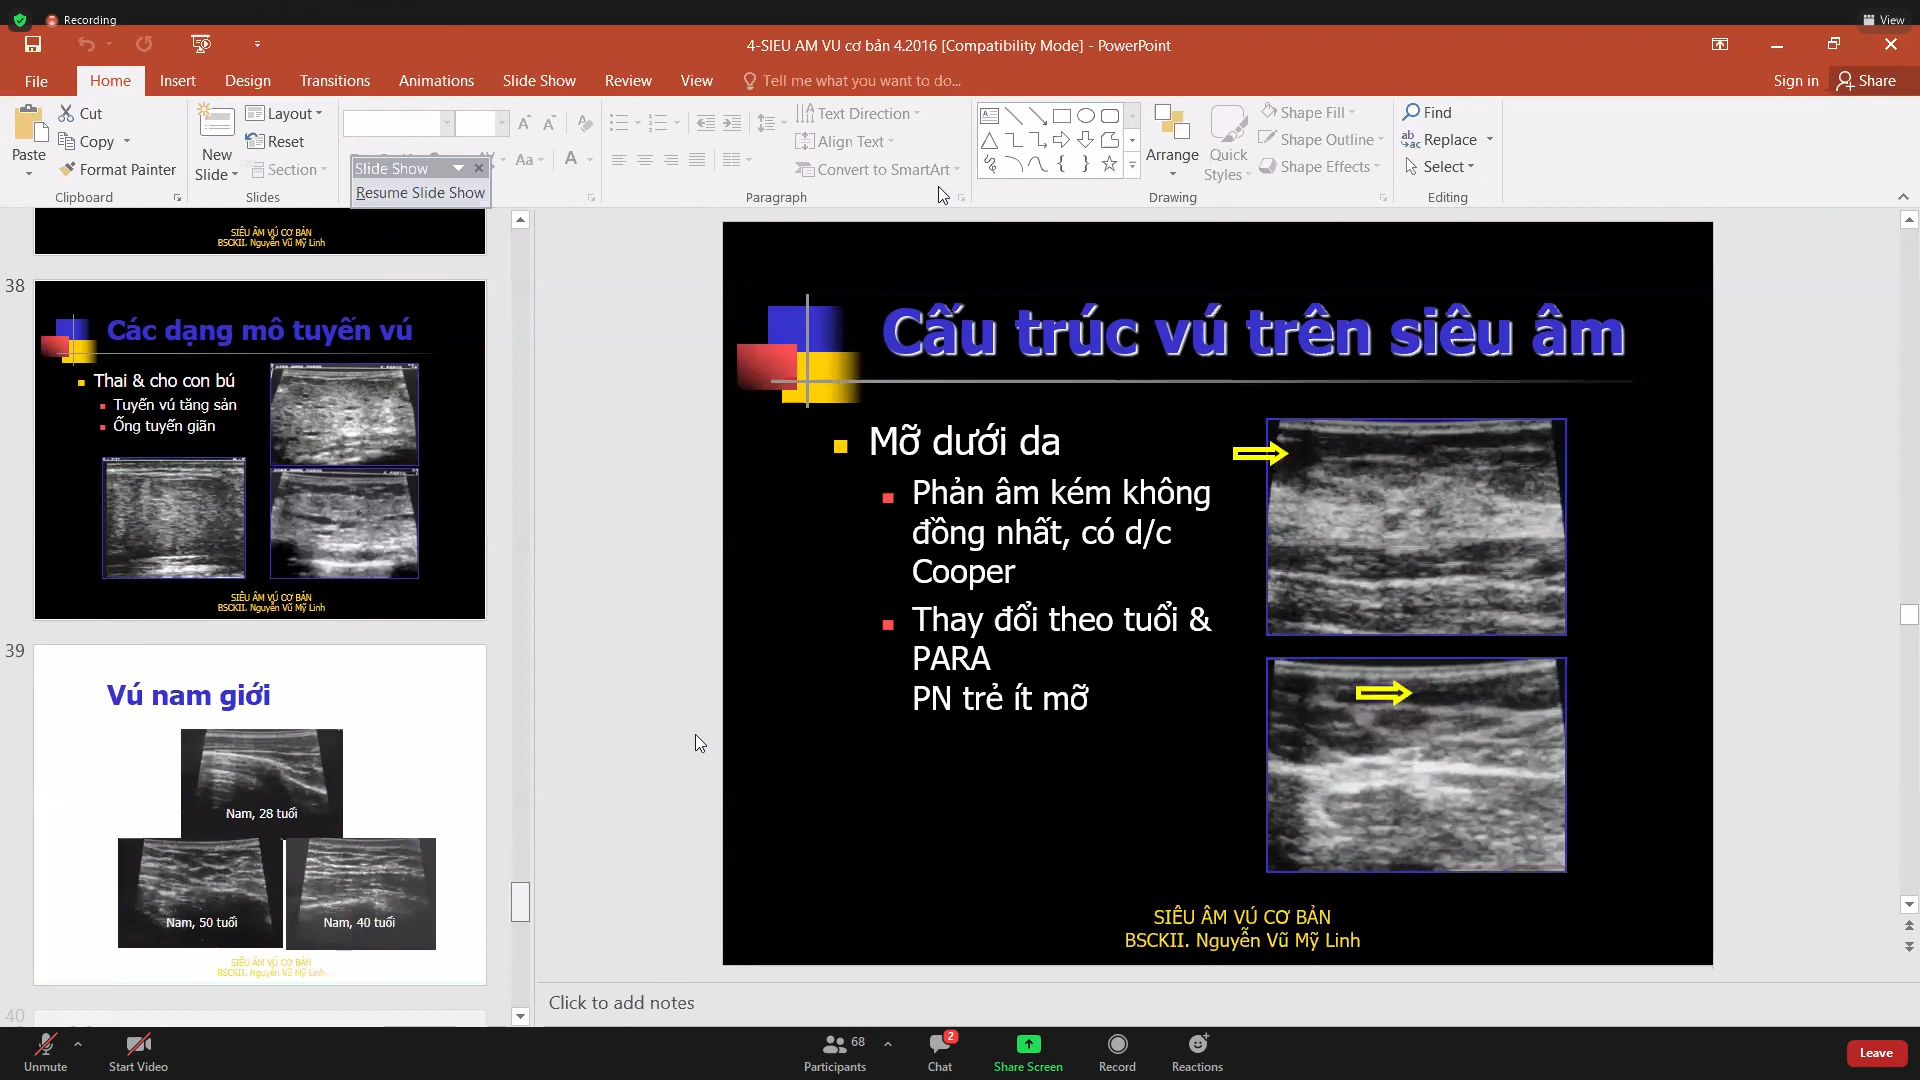 Recording
View
4-SIEU AM VU cơ bản 4.2016 [Compatibility Mode] - PowerPoint
File
Home
Insert
Design
Transitions
Animations
Slide Show
Review
View
Tell me what you want to do...
Sign in
Share
Paste
Cut
Copy
Format Painter
Clipboard
New
Slide
Layout
Reset
Section
Slides
Slide Show
Resume Slide Show
Aa
A
Text Direction
Align Text
Convert to SmartArt
Paragraph
Arrange
Quick
Styles
Shape Fill
Shape Outline
Shape Effects
Drawing
Find
Replace
Select
Editing
SIÊU ÂM VÚ CƠ BẢN
BSCKII. Nguyễn Vũ Mỹ Linh
38
Các dạng mô tuyến vú
Thai & cho con bú
Tuyến vú tăng sản
Ống tuyến giãn
SIÊU ÂM VÚ CƠ BẢN
BSCKII. Nguyễn Vũ Mỹ Linh
39
Vú nam giới
Nam, 28 tuổi
Nam, 50 tuổi
Nam, 40 tuổi
SIÊU ÂM VÚ CƠ BẢN
BSCKII. Nguyễn Vũ Mỹ Linh
40
Cấu trúc vú trên siêu âm
Mỡ dưới da
Phản âm kém không
đồng nhất, có d/c
Cooper
Thay đổi theo tuổi &
PARA
PN trẻ ít mỡ
SIÊU ÂM VÚ CƠ BẢN
BSCKII. Nguyễn Vũ Mỹ Linh
Click to add notes
Unmute
Start Video
68
Participants
2
Chat
Share Screen
Record
Reactions
Leave